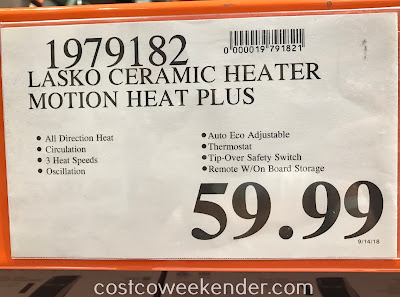 1979182
0"000019"791821"
LASKO CERAMIC HEATER
MOTION HEAT PLUS
• All Direction Heat
• Circulation
• 3 Heat Speeds
• Oscillation
• Auto Eco Adjustable
• Thermostat
• Tip-Over Safety Switch
• Remote W/On Board Storage
59.99
9/14/18
costcoweekender.com